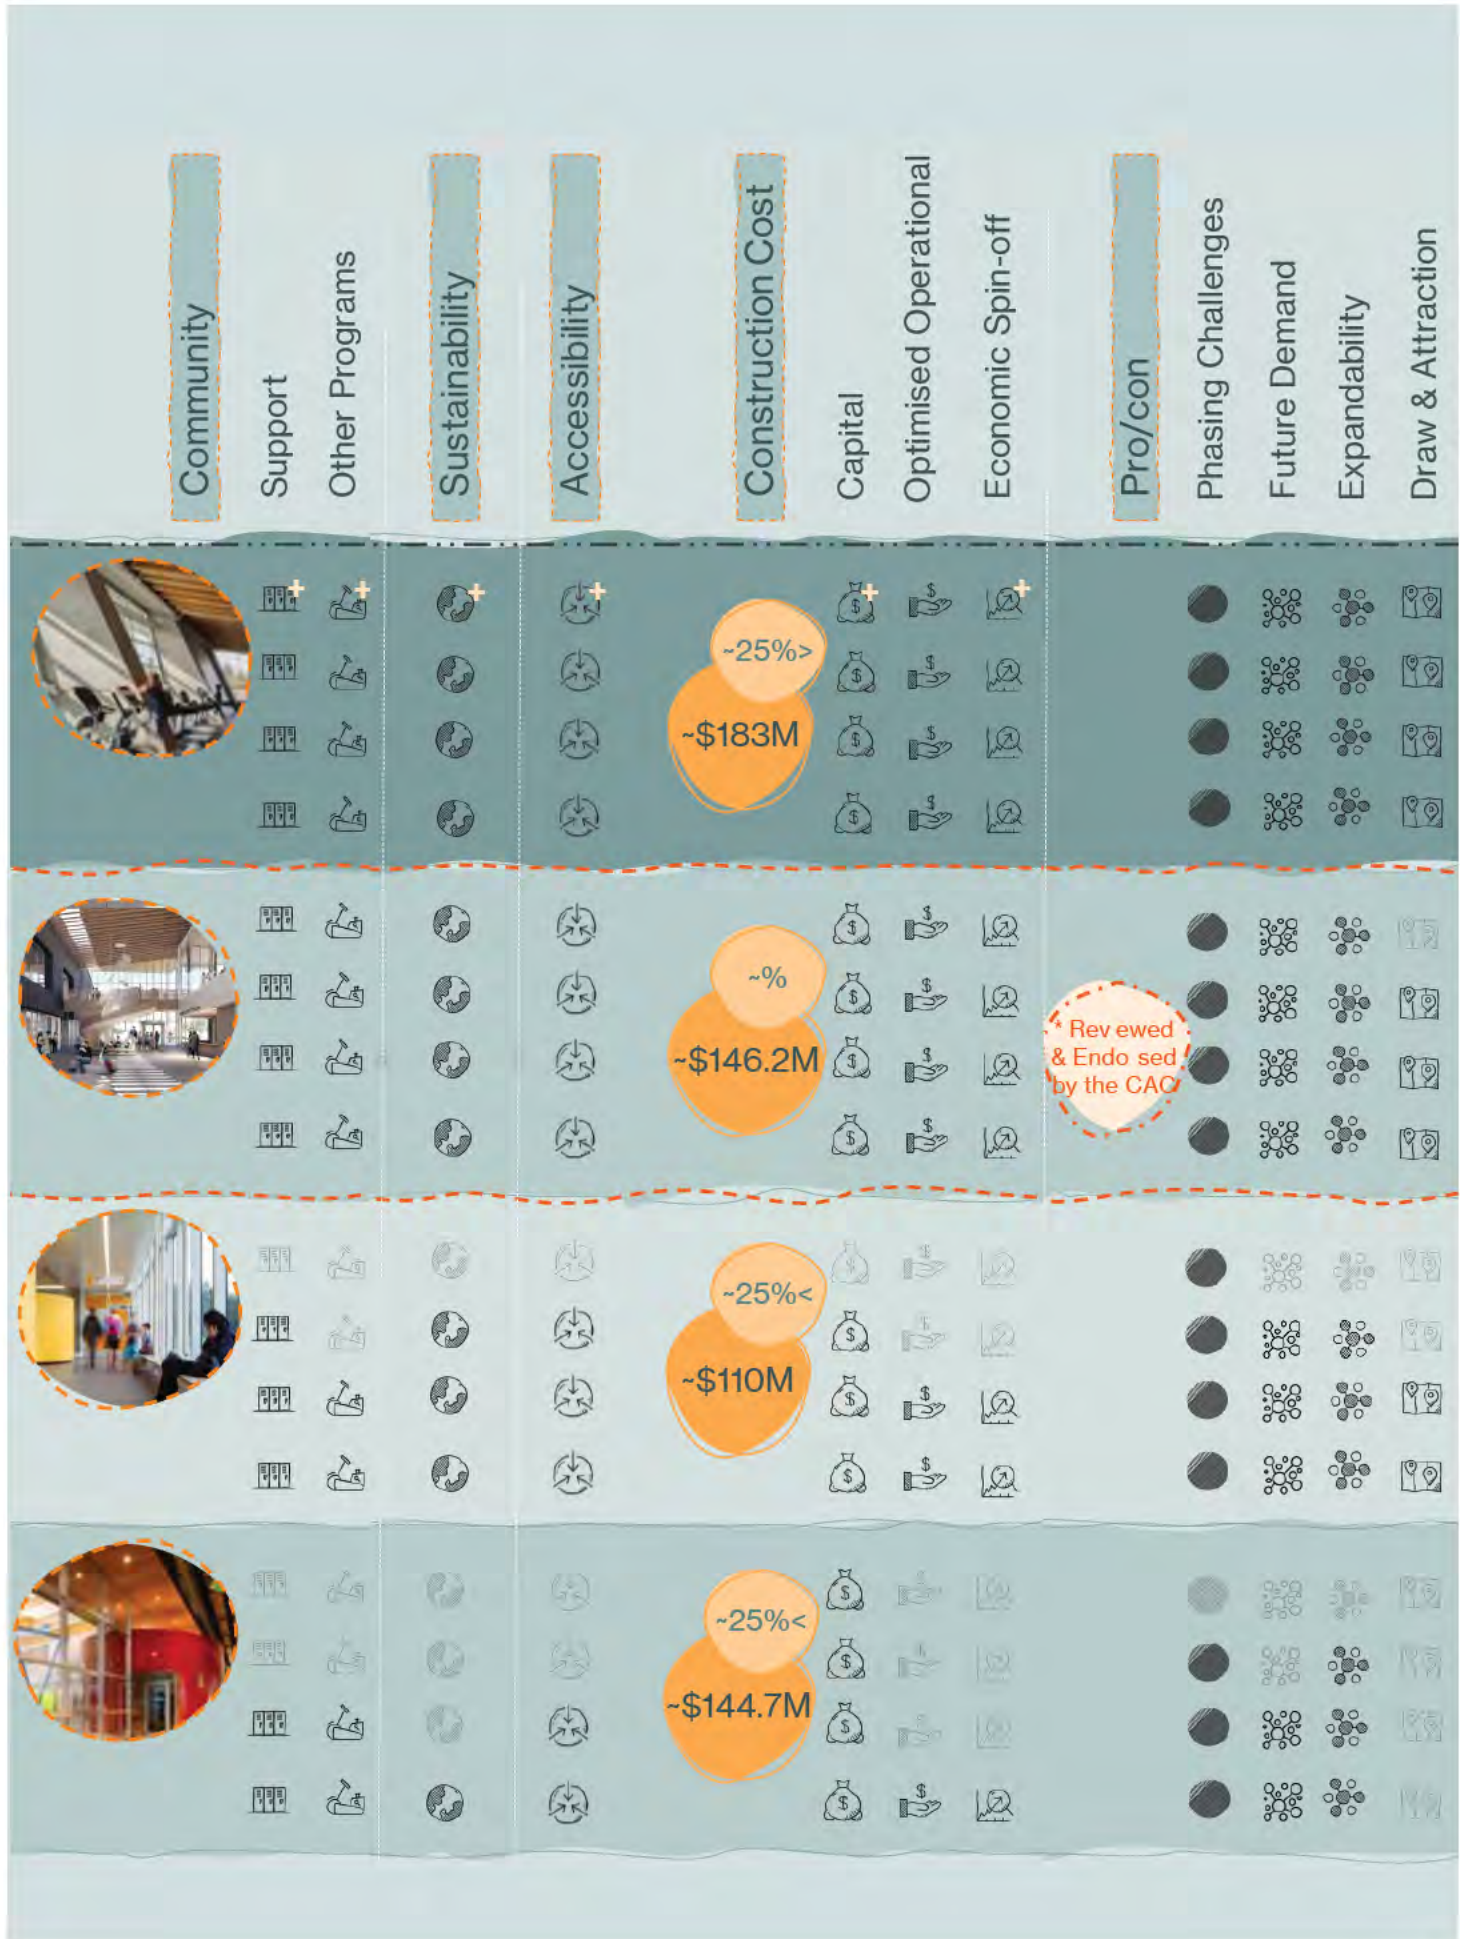 Community
Support
Other Programs
Sustainability
Accessibility
Construction Cost
Capital
Optimised Operational
Economic Spin-off
Pro/con
Phasing Challenges
Future Demand
Expandability
Draw & Attraction
~25%>
~$183M
~%
~$146.2M
* Rev ewed
& Endo sed
by the CAC
~25%<
~$110M
~25%<
~$144.7M